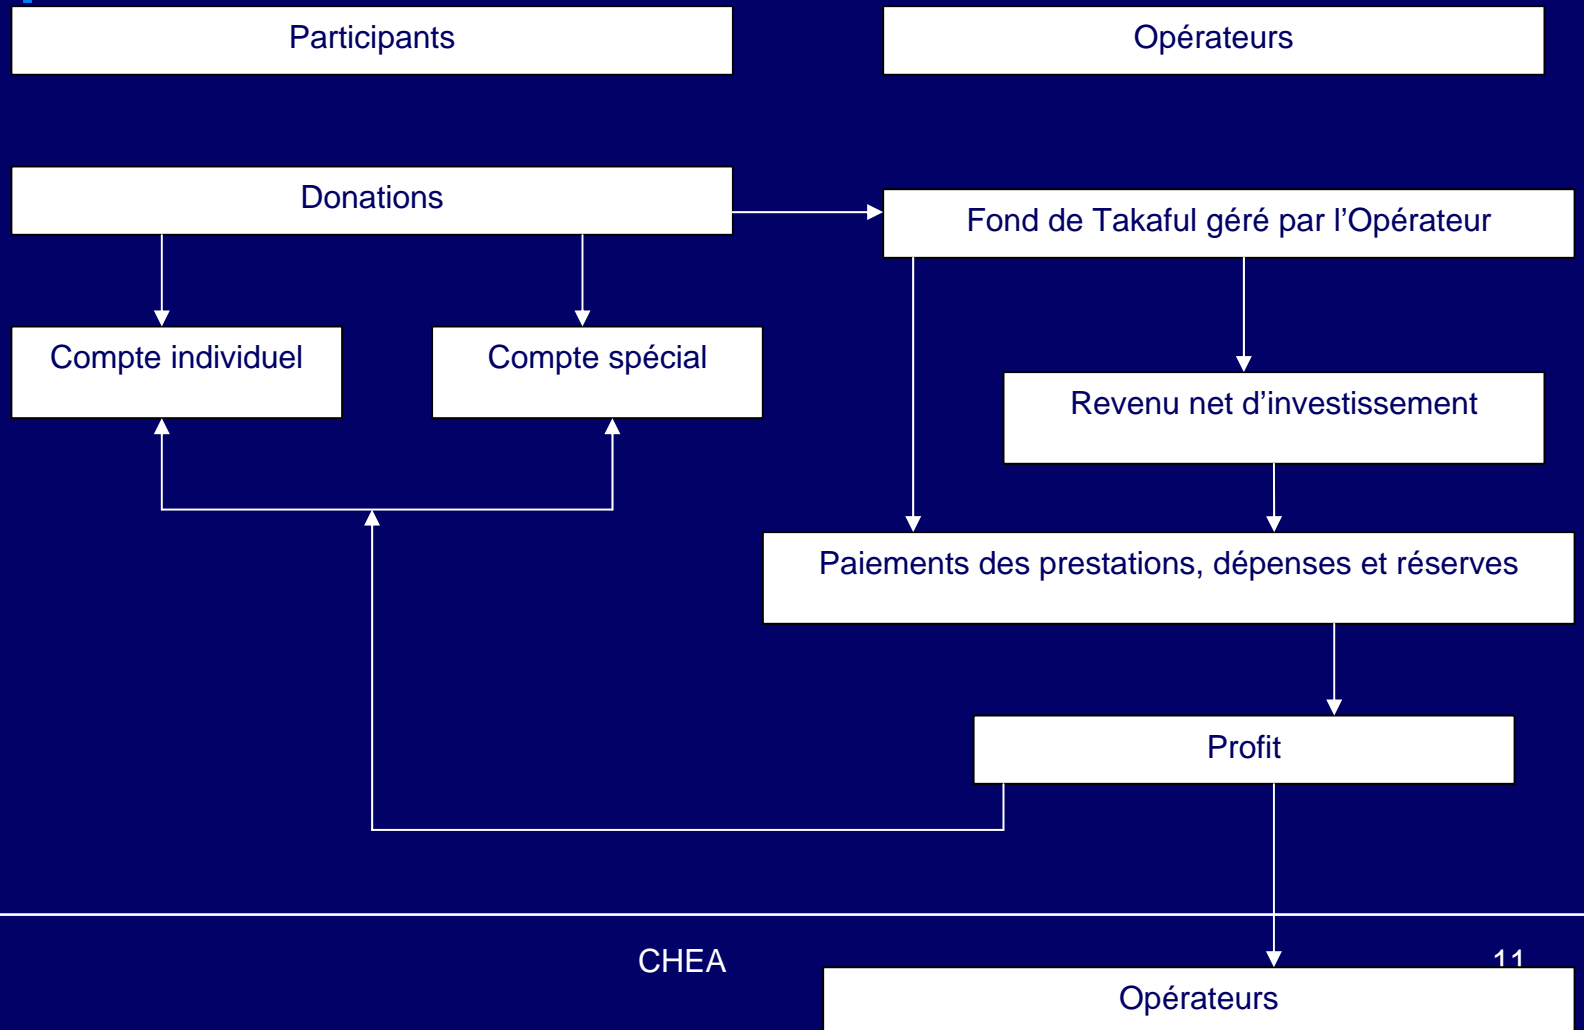 Participants
Opérateurs
Donations
Fond de Takaful géré par l’Opérateur
Compte individuel
Compte spécial
Revenu net d’investissement
Paiements des prestations, dépenses et réserves
Profit
CHEA
11
Opérateurs